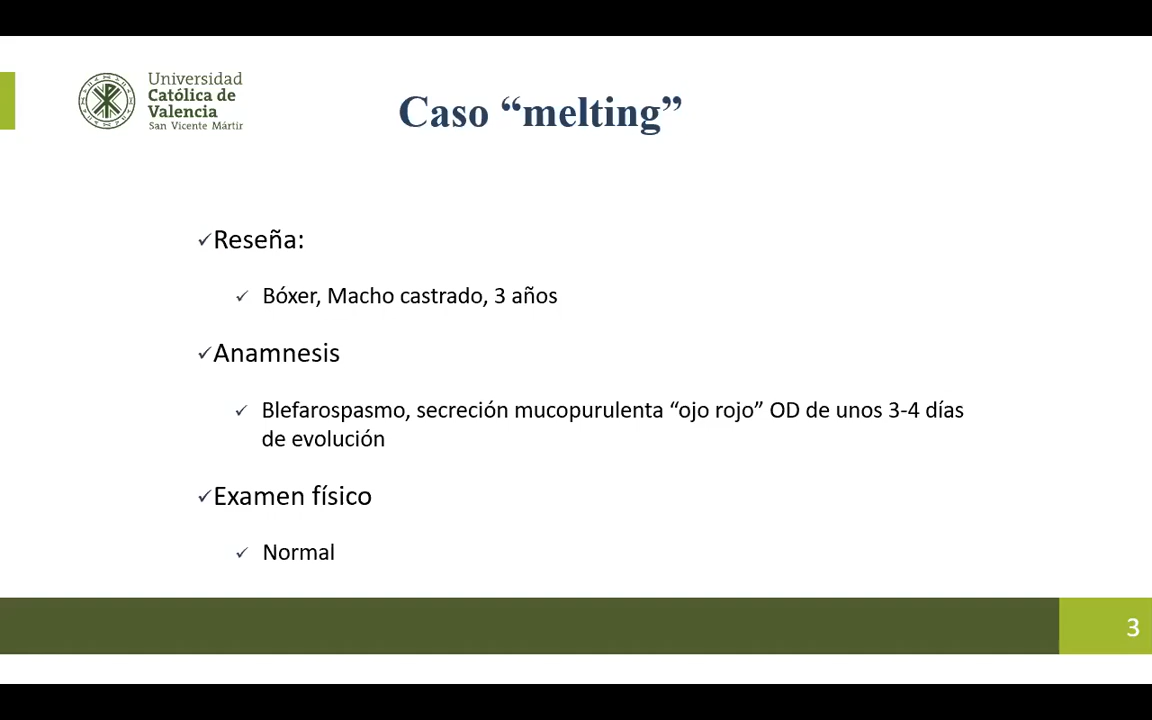 Universidad
Católica de
Valencia
San Vicente Mártir
Caso “melting”
✓Reseña:
✓ Bóxer, Macho castrado, 3 años
✓Anamnesis
✓ Blefarospasmo, secreción mucopurulenta “ojo rojo” OD de unos 3-4 días
de evolución
✓Examen físico
✓ Normal
3